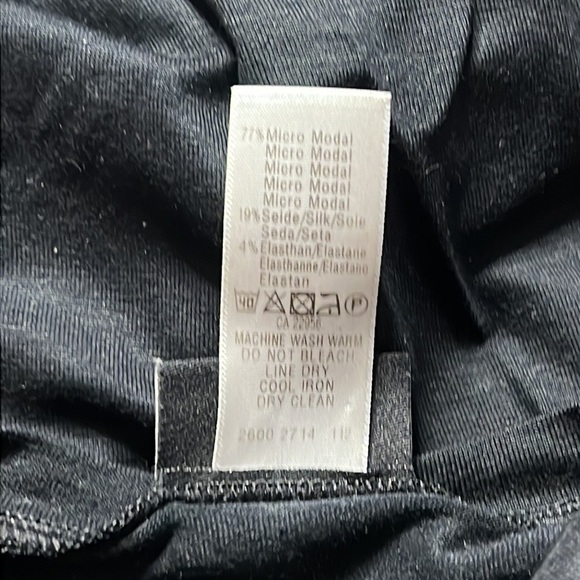 77% Micro Modal
Micro Modal
Micro Modal
Micro Modal
Micro Modal
19% Seide/Silk/Soie
Seda/Seta
4% Elasthan/Elastane
Elasthanne/Elastano
Elastan
40 P
CA 22956
MACHINE WASH WARM
DO NOT BLEACH
LINE DRY
COOL IRON
DRY CLEAN
2600 2714